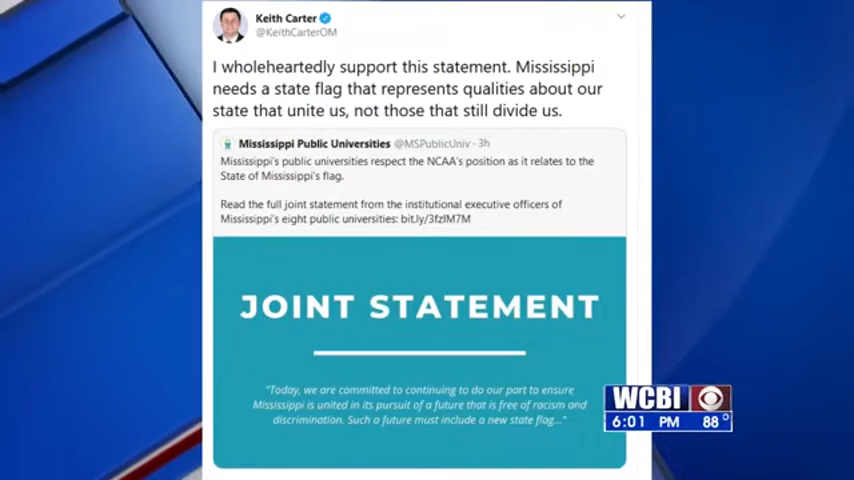 Keith Carter
@KeithCarterOM
I wholeheartedly support this statement. Mississippi
needs a state flag that represents qualities about our
state that unite us, not those that still divide us.
Mississippi Public Universities @MSPublicUniv · 3h
Mississippi's public universities respect the NCAA's position as it relates to the
State of Mississippi's flag.
Read the full joint statement from the institutional executive officers of
Mississippi's eight public universities: bit.ly/3fzIM7M
JOINT STATEMENT
"Today, we are committed to continuing to do our part to ensure
Mississippi is united in its pursuit of a future that is free of racism and
discrimination. Such a future must include a new state flag..."
WCBI
6:01 PM 88°